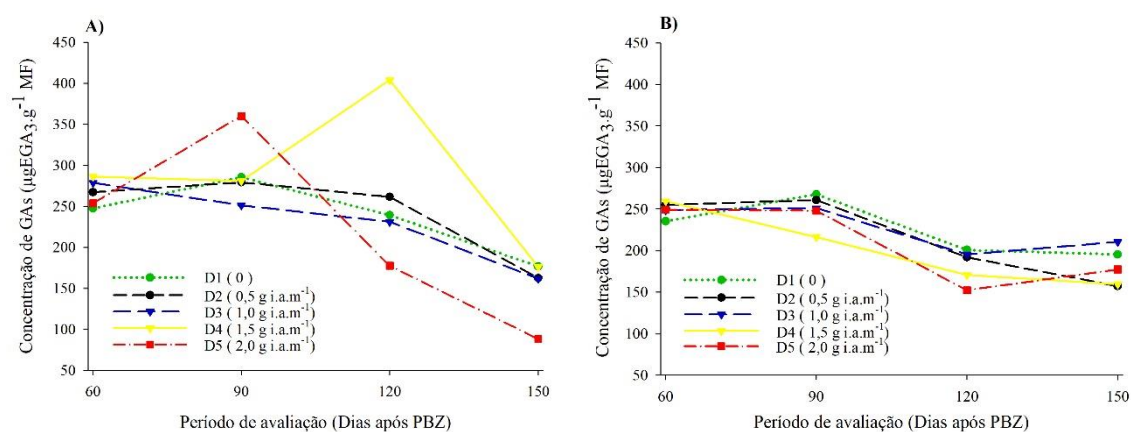 A)
Concentração de GAs (µgEGA3.g-1 MF)
450
400
350
300
250
200
150
100
50
D1 ( 0 )
D2 ( 0,5 g i.a.m-1)
D3 ( 1,0 g i.a.m-1)
D4 ( 1,5 g i.a.m-1)
D5 ( 2,0 g i.a.m-1)
60 90 120 150
Período de avaliação (Dias após PBZ)
B)
Concentração de GAs (µgEGA3.g-1 MF)
450
400
350
300
250
200
150
100
50
D1 ( 0 )
D2 ( 0,5 g i.a.m-1)
D3 ( 1,0 g i.a.m-1)
D4 ( 1,5 g i.a.m-1)
D5 ( 2,0 g i.a.m-1)
60 90 120 150
Período de avaliação (Dias após PBZ)